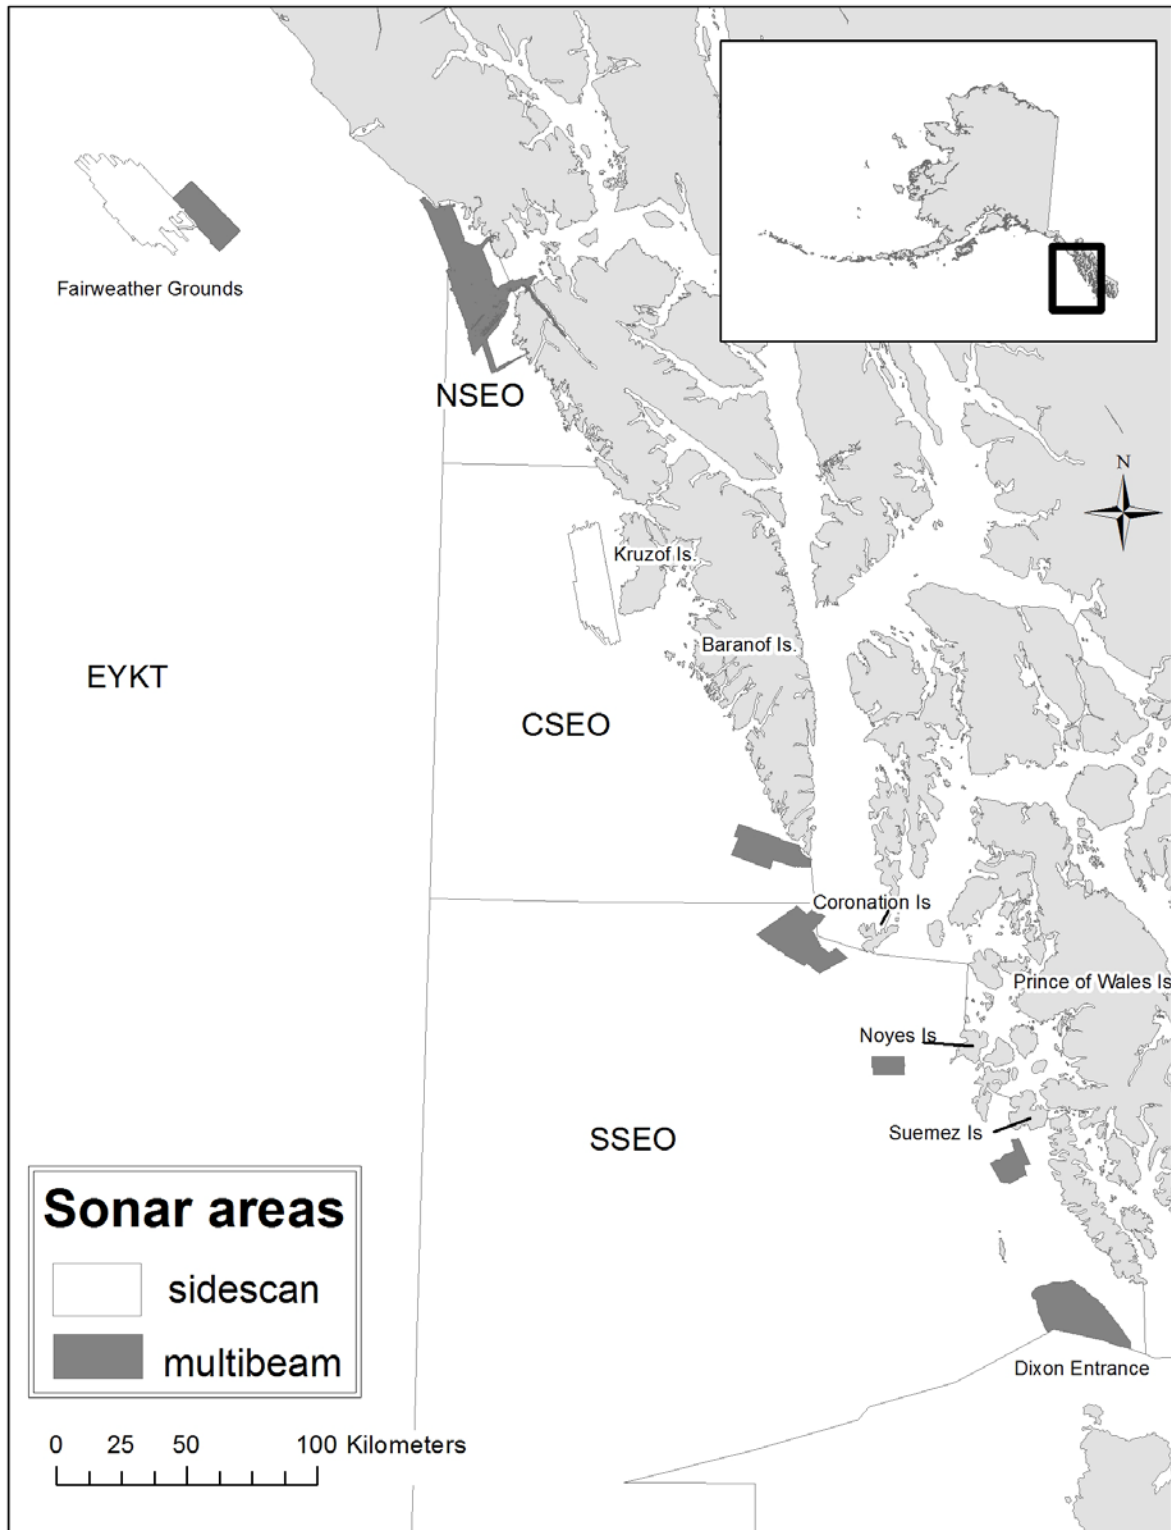 Fairweather Grounds
NSEO
N
Kruzof Is.
Baranof Is.
EYKT
CSEO
Coronation Is
Prince of Wales Is
Noyes Is
Suemez Is
SSEO
Dixon Entrance
Sonar areas
sidescan
multibeam
0 25 50 100 Kilometers